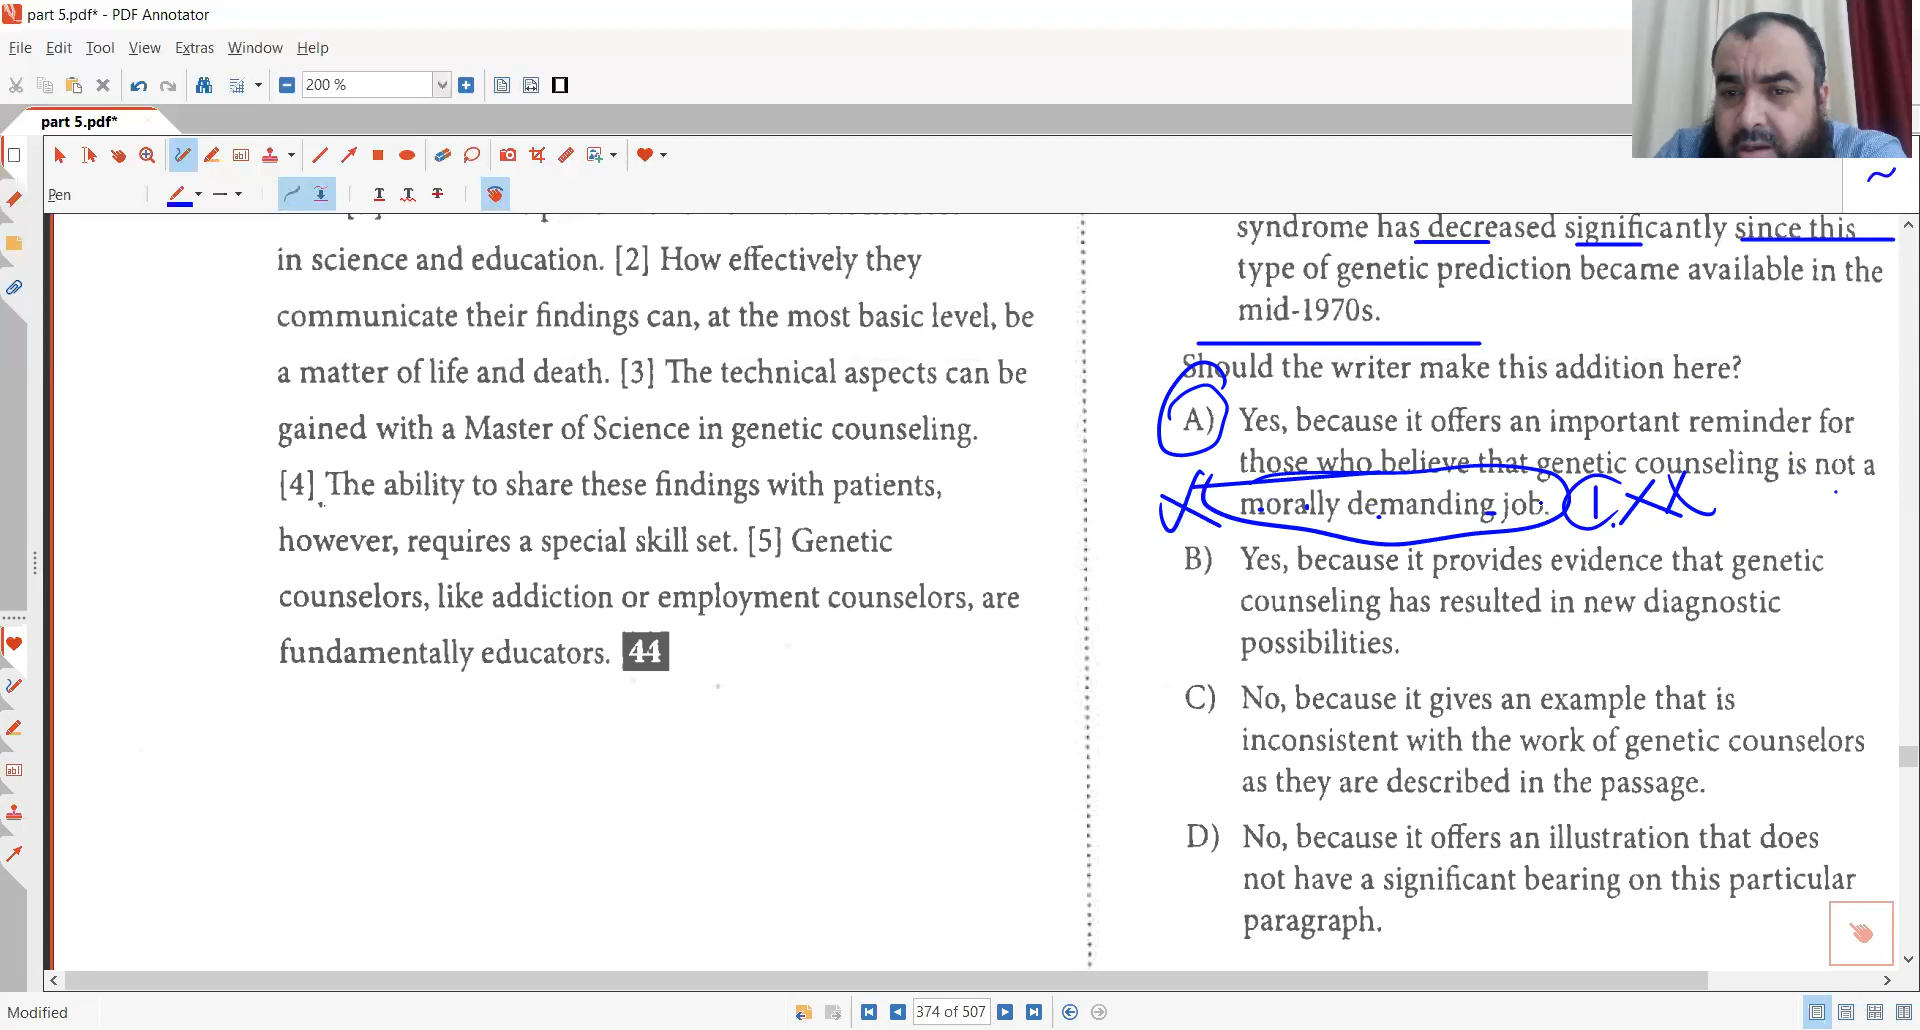 part 5.pdf* - PDF Annotator
File Edit Tool View Extras Window Help
200 %
part 5.pdf*
Pen
in science and education. [2] How effectively they
communicate their findings can, at the most basic level, be
a matter of life and death. [3] The technical aspects can be
gained with a Master of Science in genetic counseling.
[4] The ability to share these findings with patients,
however, requires a special skill set. [5] Genetic
counselors, like addiction or employment counselors, are
fundamentally educators. 44
syndrome has decreased significantly since this
type of genetic prediction became available in the
mid-1970s.
Should the writer make this addition here?
A) Yes, because it offers an important reminder for
those who believe that genetic counseling is not a
morally demanding job.
B) Yes, because it provides evidence that genetic
counseling has resulted in new diagnostic
possibilities.
C) No, because it gives an example that is
inconsistent with the work of genetic counselors
as they are described in the passage.
D) No, because it offers an illustration that does
not have a significant bearing on this particular
paragraph.
Modified
374 of 507